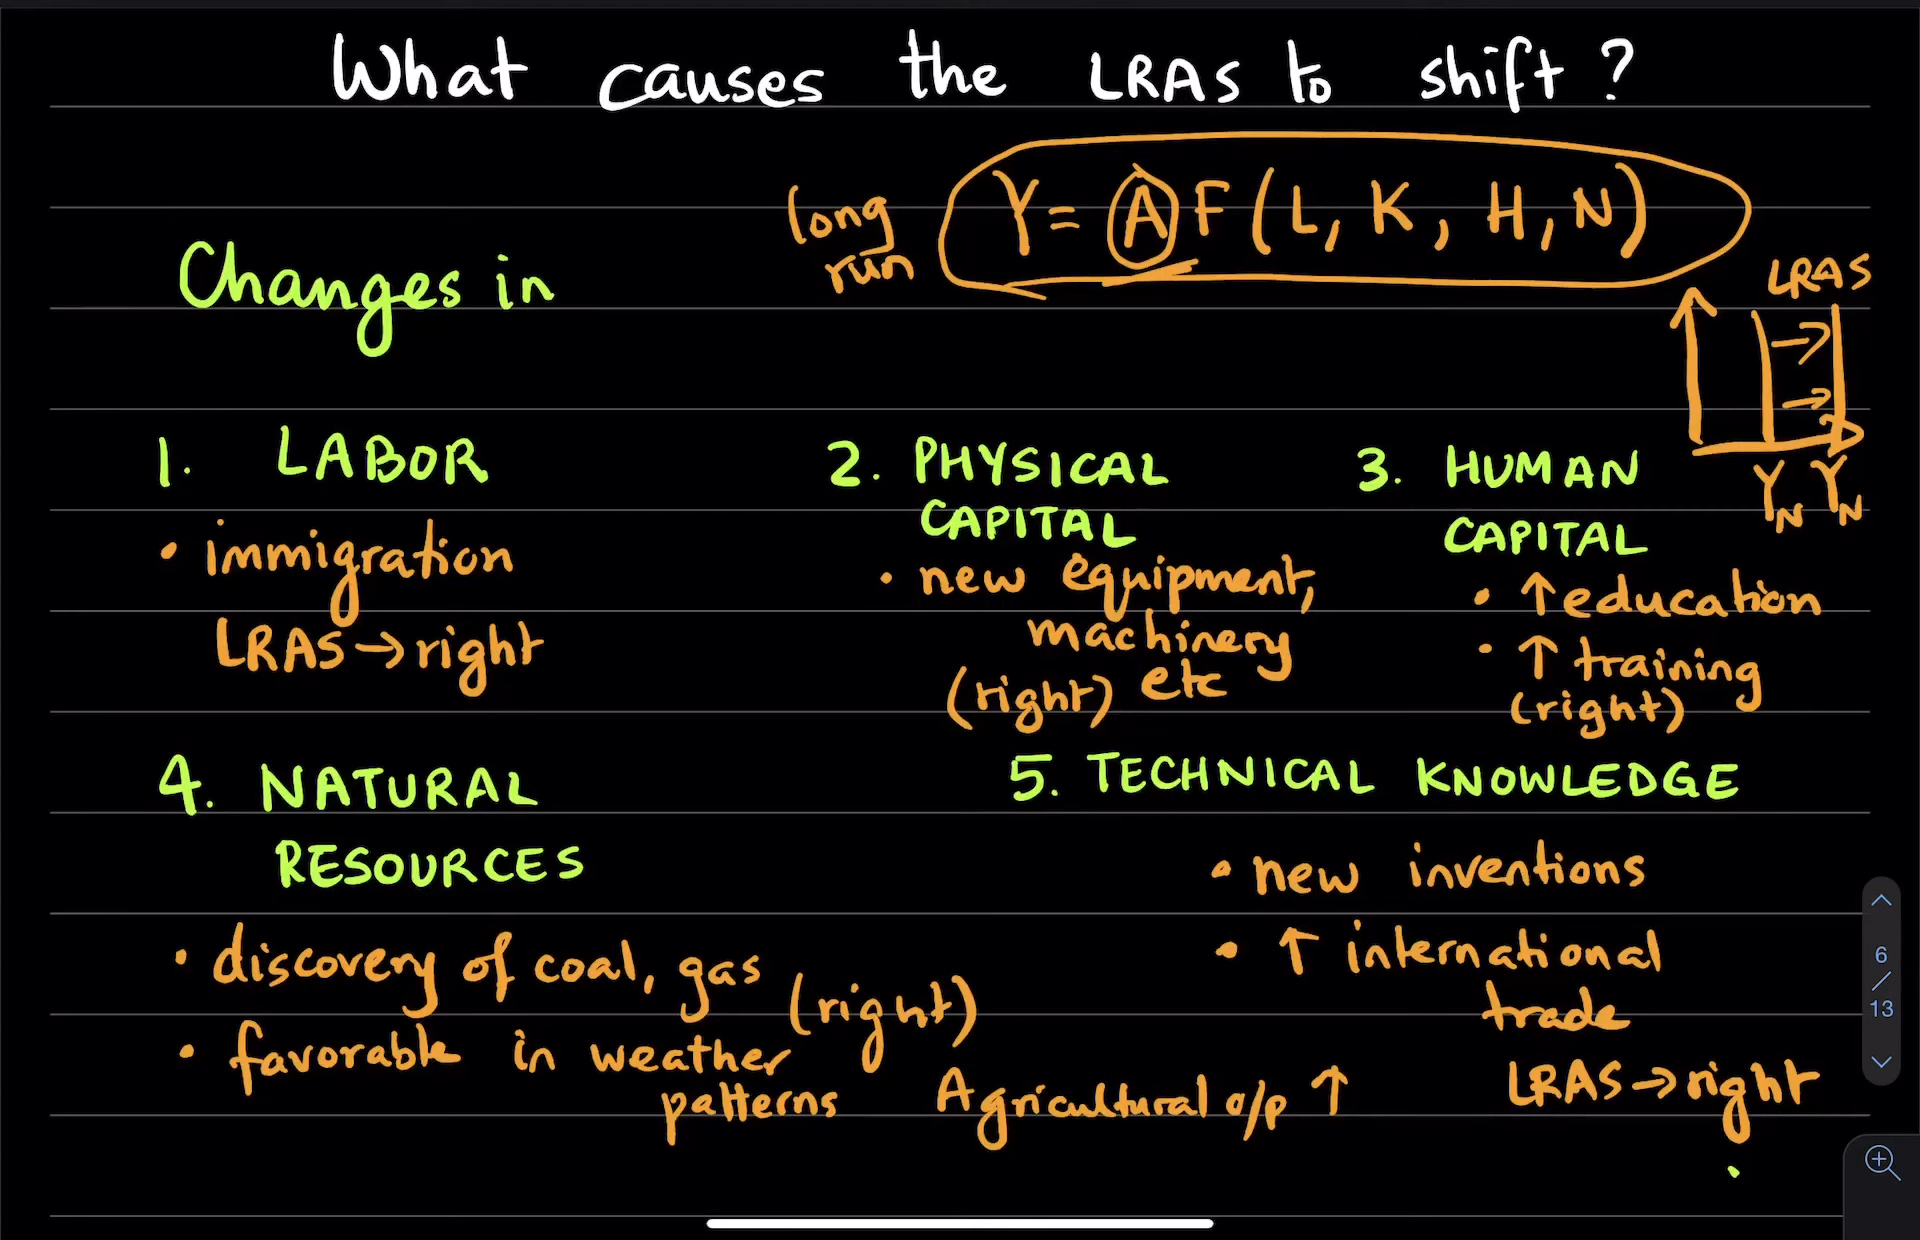 What causes the LRAS to shift?
long run
Y = A F (L, K, H, N)
LRAS
Changes in
Y_N Y_N
1. LABOR
• immigration
LRAS → right
2. PHYSICAL
CAPITAL
• new equipment,
machinery
(right) etc
3. HUMAN
CAPITAL
• ↑ education
• ↑ training
(right)
4. NATURAL
RESOURCES
• discovery of coal, gas (right)
• favorable in weather
patterns
Agricultural o/p ↑
5. TECHNICAL KNOWLEDGE
• new inventions
• ↑ international
trade
LRAS → right
6
/
13